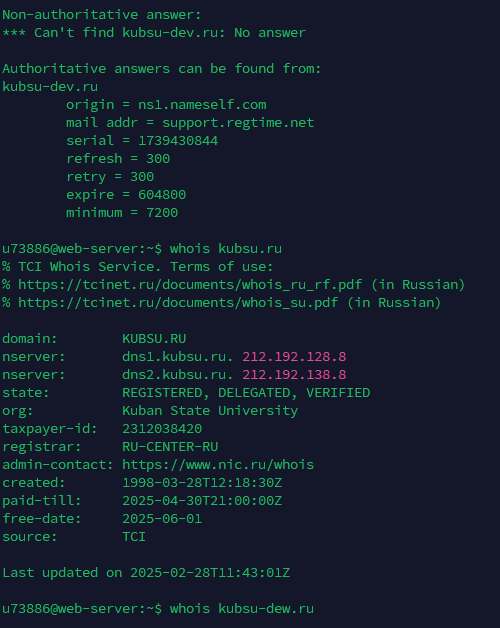 Non-authoritative answer:
*** Can't find kubsu-dev.ru: No answer
Authoritative answers can be found from:
kubsu-dev.ru
origin = ns1.nameself.com
mail addr = support.regtime.net
serial = 1739430844
refresh = 300
retry = 300
expire = 604800
minimum = 7200
u73886@web-server:~$ whois kubsu.ru
% TCI Whois Service. Terms of use:
% https://tcinet.ru/documents/whois_ru_rf.pdf (in Russian)
% https://tcinet.ru/documents/whois_su.pdf (in Russian)
domain: KUBSU.RU
nserver: dns1.kubsu.ru. 212.192.128.8
nserver: dns2.kubsu.ru. 212.192.138.8
state: REGISTERED, DELEGATED, VERIFIED
org: Kuban State University
taxpayer-id: 2312038420
registrar: RU-CENTER-RU
admin-contact: https://www.nic.ru/whois
created: 1998-03-28T12:18:30Z
paid-till: 2025-04-30T21:00:00Z
free-date: 2025-06-01
source: TCI
Last updated on 2025-02-28T11:43:01Z
u73886@web-server:~$ whois kubsu-dew.ru